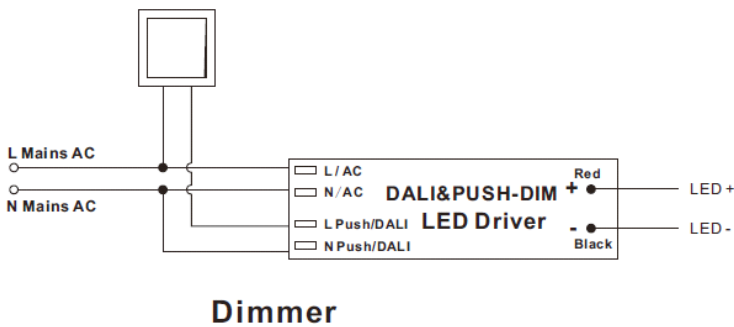 L Mains AC
N Mains AC
L/AC
N/AC
L Push/DALI
N Push/DALI
DALI&PUSH-DIM
LED Driver
Red
+
-
Black
LED+
LED-
Dimmer